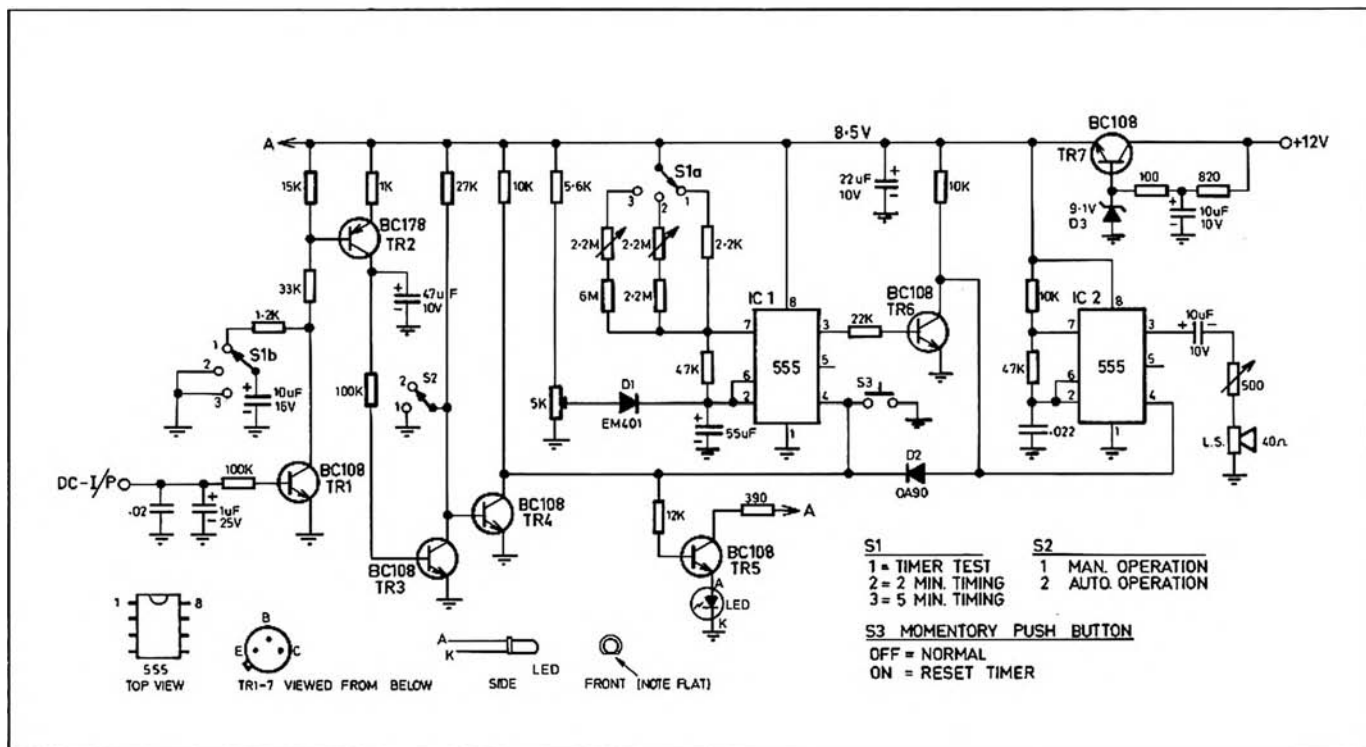 BC108
TR7
+12V
A
8·5V
S1a
15K
1K
27K
10K
5·6K
3
2
1
22uF
10V
10K
100
820
9·1V
D3
10uF
10V
BC178
TR2
2·2M
2·2M
2·2K
33K
47uF
10V
6M
2·2M
IC 1
8
BC108
TR6
10K
IC 2
8
1·2K
7
3
22K
7
3
10uF
10V
1
S1b
2
3
10uF
16V
100K
2
S2
1
47K
555
5
6
2
4
S3
47K
555
5
6
2
4
500
5K
D1
EM401
55uF
1
.022
1
L.S.
40Ω
DC-I/P
100K
BC108
TR1
D2
OA90
.02
1uF
25V
BC108
TR4
12K
390
A
BC108
TR3
BC108
TR5
A
LED
K
S1
1 = TIMER TEST
2 = 2 MIN. TIMING
3 = 5 MIN. TIMING
S2
1 MAN. OPERATION
2 AUTO. OPERATION
S3 MOMENTORY PUSH BUTTON
OFF = NORMAL
ON = RESET TIMER
1
8
555
TOP VIEW
B
E
C
TR1-7 VIEWED FROM BELOW
A
K
LED
SIDE
FRONT (NOTE FLAT)